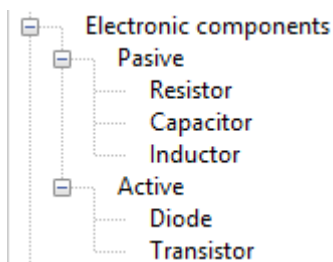 Electronic components
Pasive
Resistor
Capacitor
Inductor
Active
Diode
Transistor